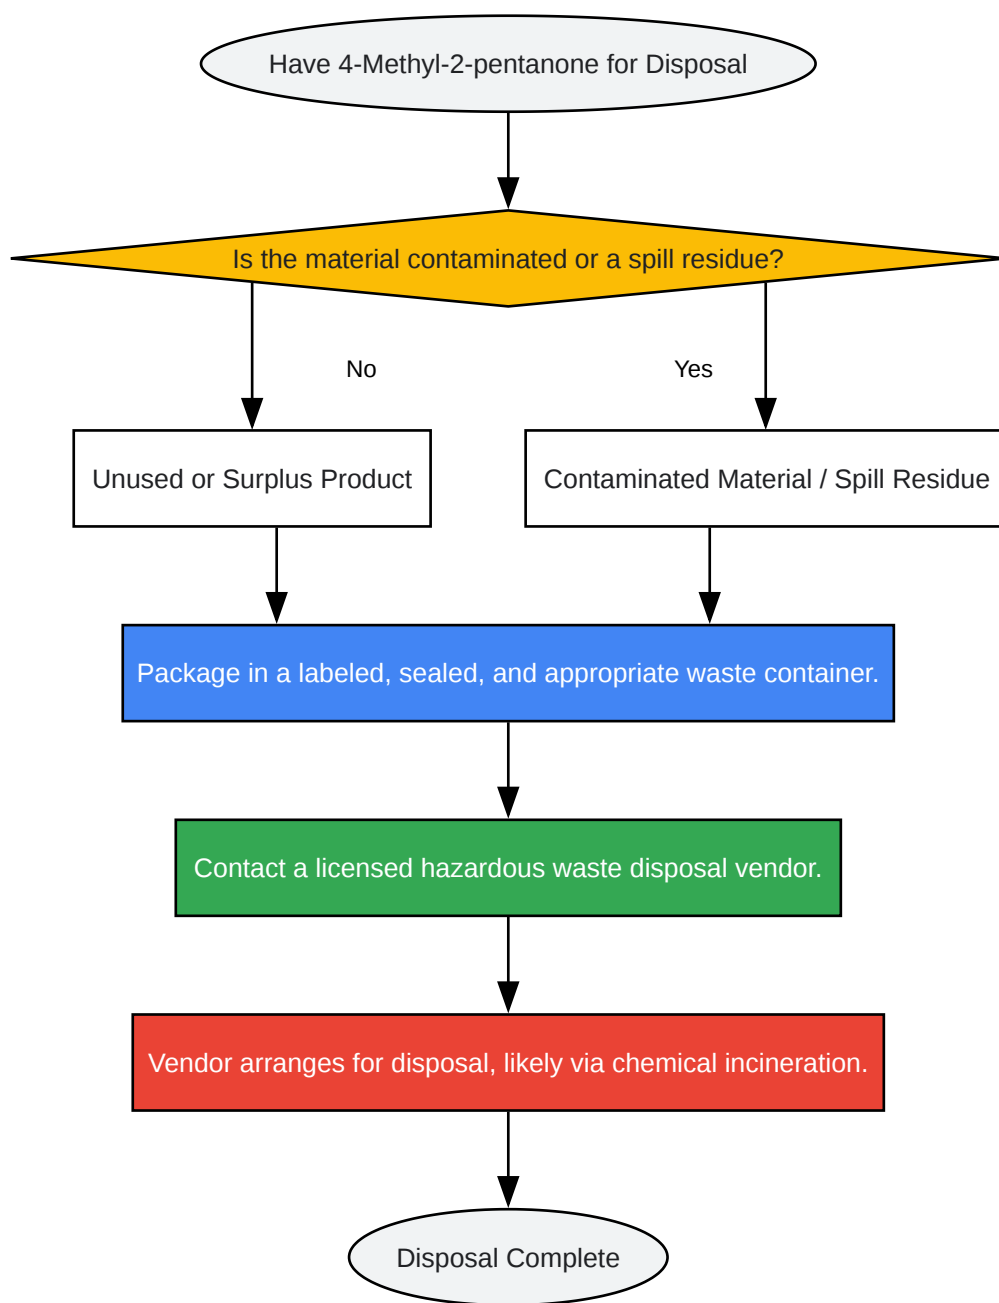 Have 4-Methyl-2-pentanone for Disposal
Is the material contaminated or a spill residue?
No
Yes
Unused or Surplus Product
Contaminated Material / Spill Residue
Package in a labeled, sealed, and appropriate waste container.
Contact a licensed hazardous waste disposal vendor.
Vendor arranges for disposal, likely via chemical incineration.
Disposal Complete